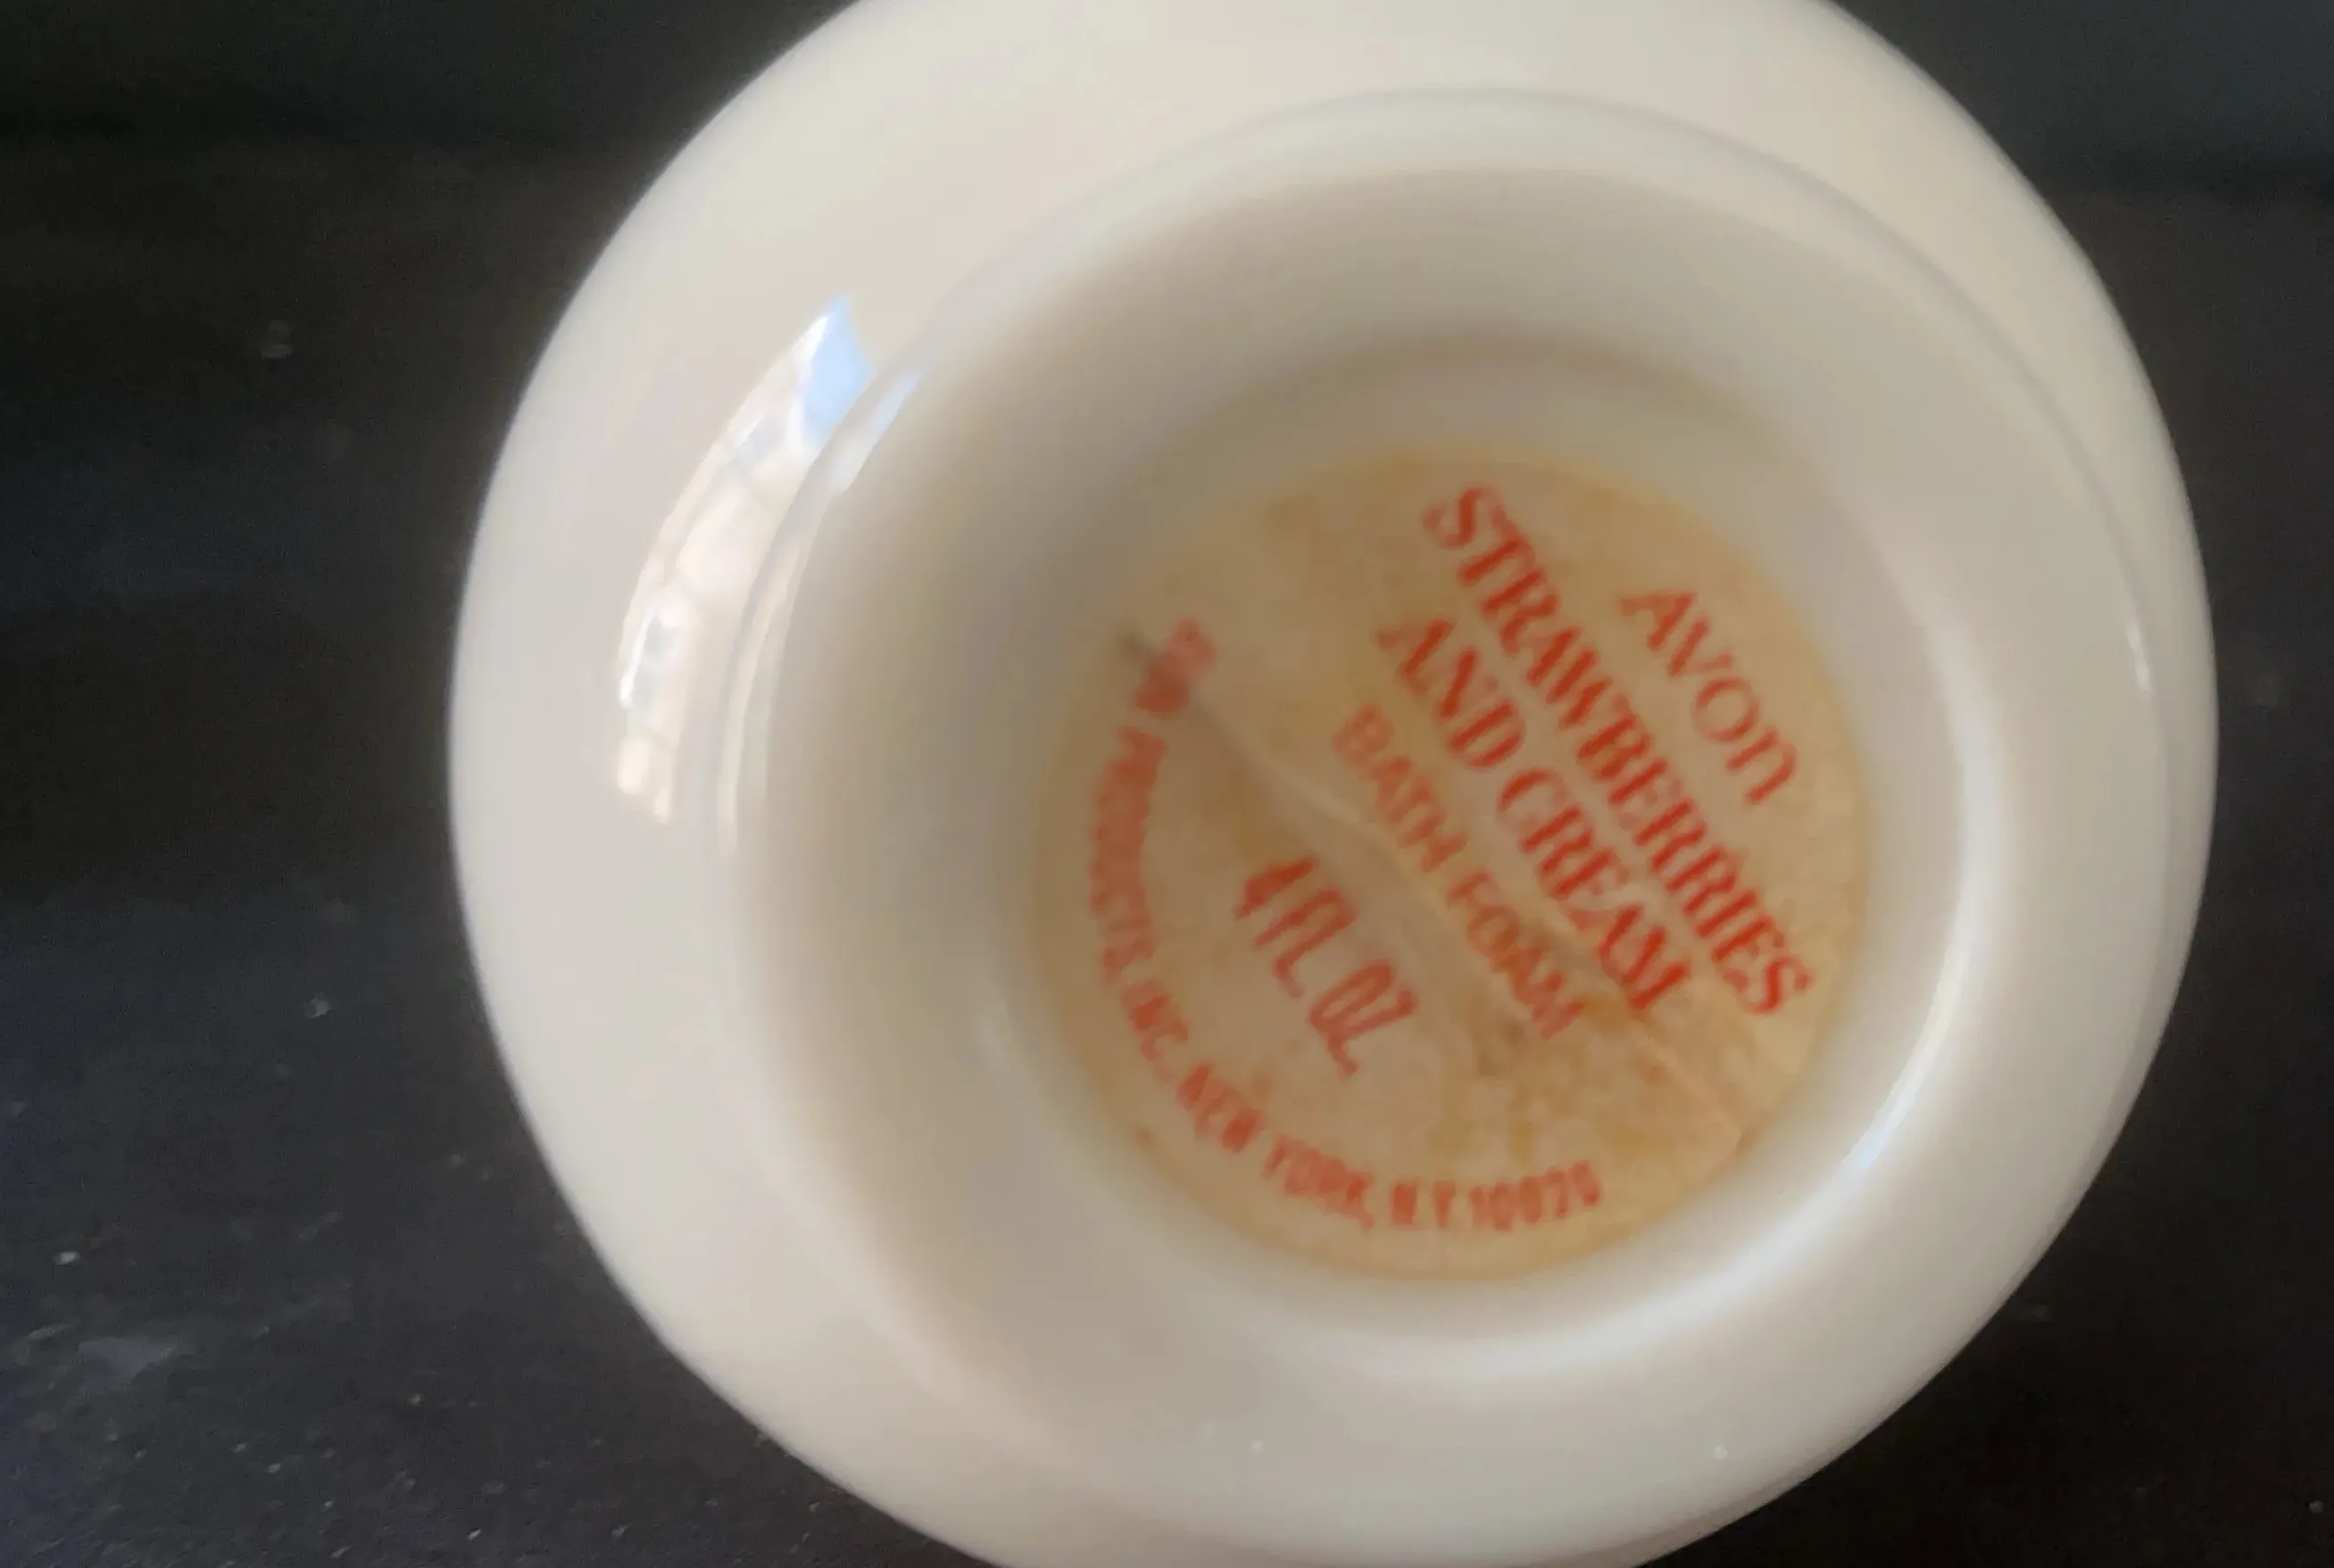 AVON
STRAWBERRIES
AND CREAM
BATH FOAM
4 FL. OZ.
PRODUCTS, INC. NEW YORK, N.Y. 10020